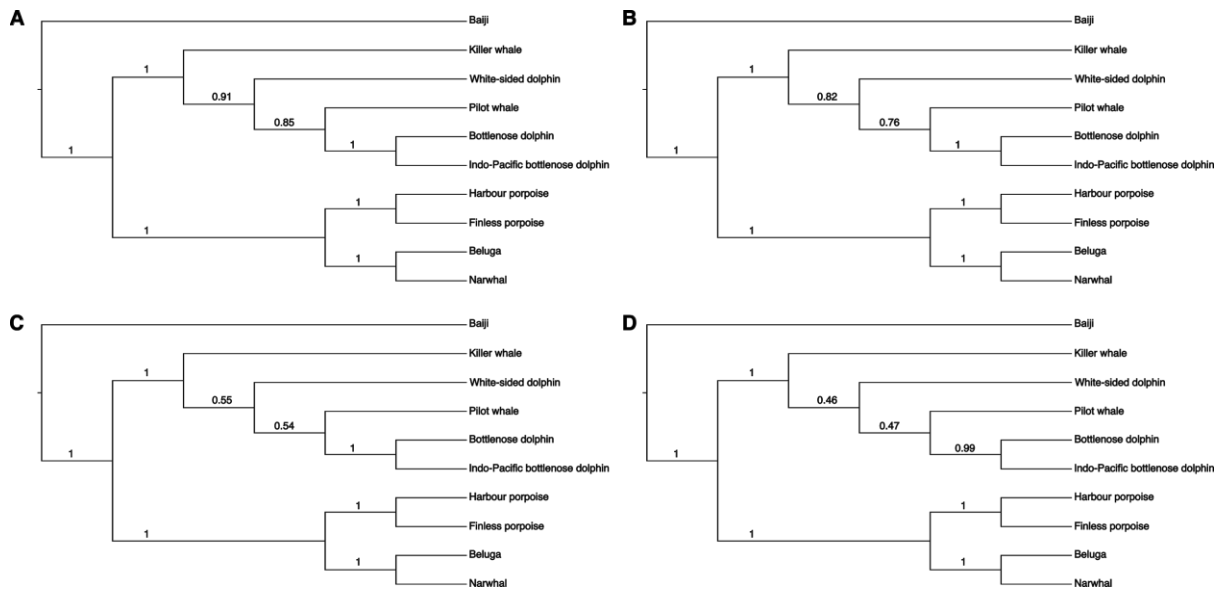 A
Baiji
Killer whale
1
White-sided dolphin
0.91
Pilot whale
0.85
Bottlenose dolphin
1
Indo-Pacific bottlenose dolphin
1
Harbour porpoise
1
Finless porpoise
1
Beluga
1
Narwhal
B
Baiji
Killer whale
1
White-sided dolphin
0.82
Pilot whale
0.76
Bottlenose dolphin
1
Indo-Pacific bottlenose dolphin
1
Harbour porpoise
1
Finless porpoise
1
Beluga
1
Narwhal
C
Baiji
Killer whale
1
White-sided dolphin
0.55
Pilot whale
0.54
Bottlenose dolphin
1
Indo-Pacific bottlenose dolphin
1
Harbour porpoise
1
Finless porpoise
1
Beluga
1
Narwhal
D
Baiji
Killer whale
1
White-sided dolphin
0.46
Pilot whale
0.47
Bottlenose dolphin
0.99
Indo-Pacific bottlenose dolphin
1
Harbour porpoise
1
Finless porpoise
1
Beluga
1
Narwhal